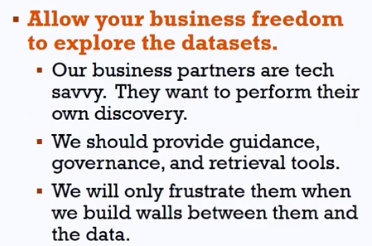 Allow your business freedom
to explore the datasets.
Our business partners are tech
savvy. They want to perform their
own discovery.
We should provide guidance,
governance, and retrieval tools.
We will only frustrate them when
we build walls between them and
the data.